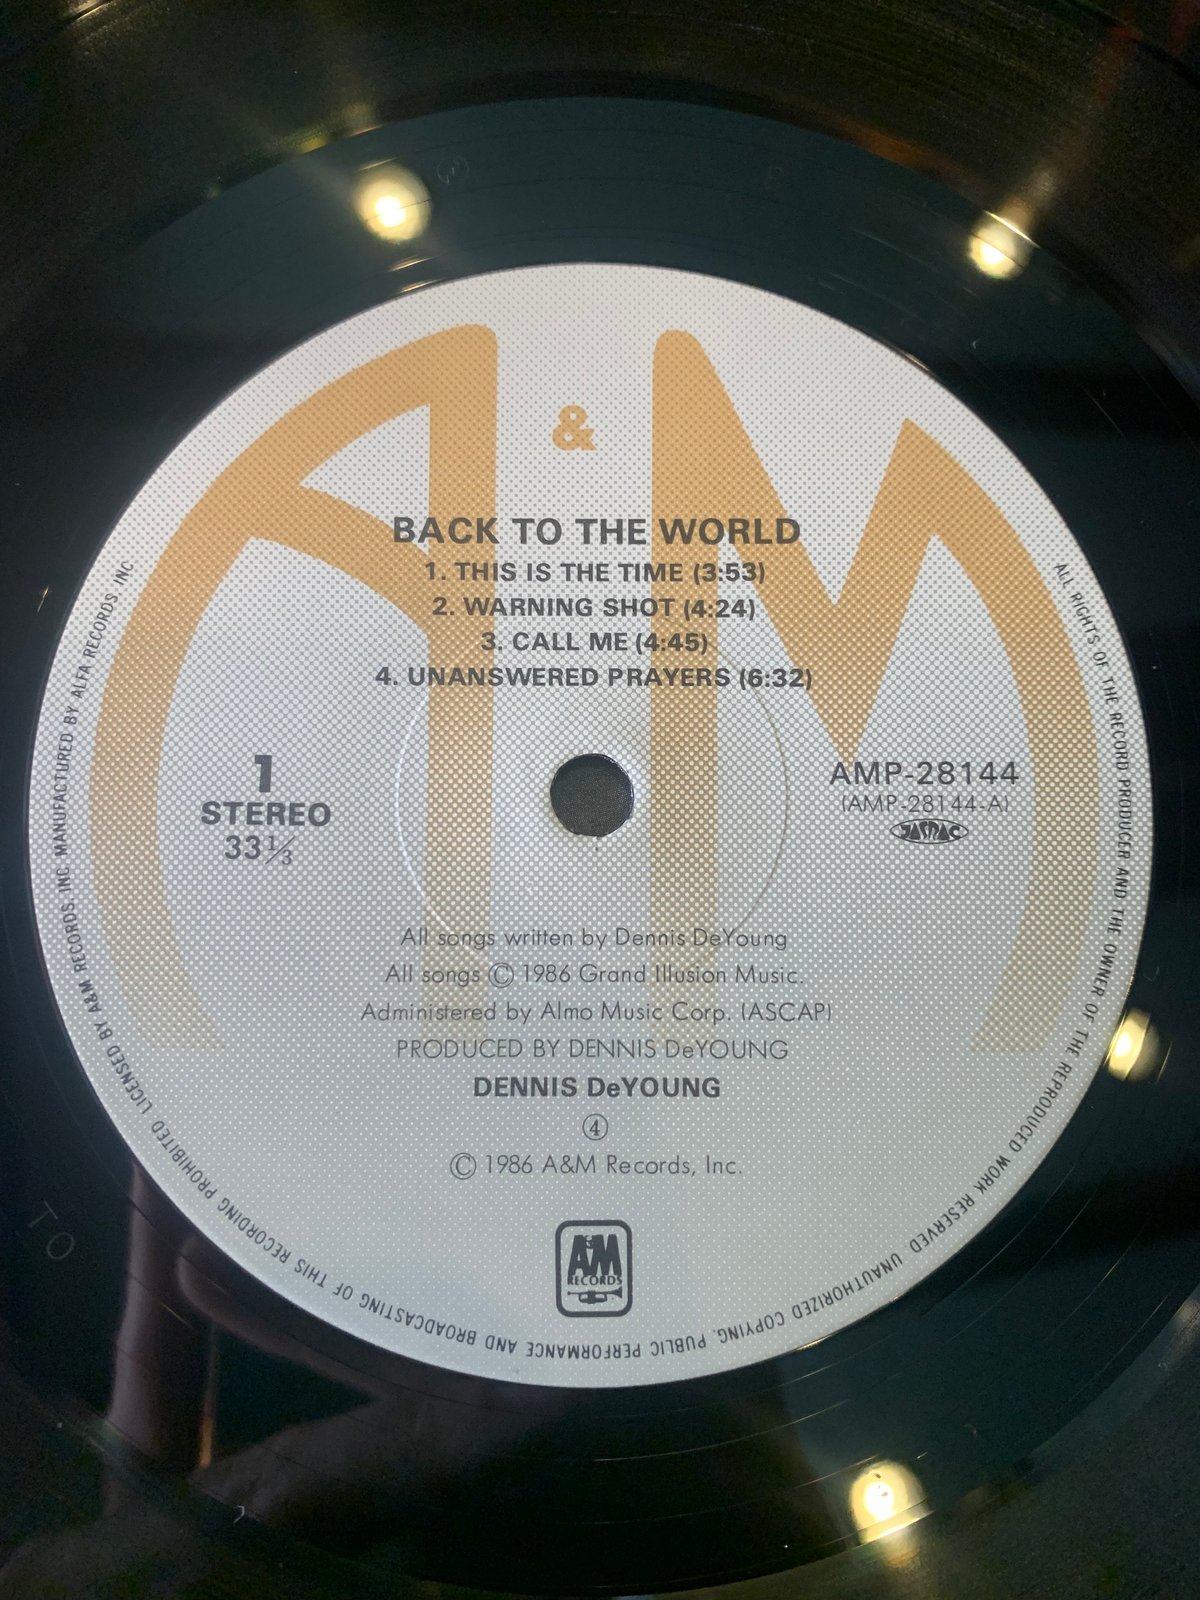 A & M
BACK TO THE WORLD
1. THIS IS THE TIME (3:53)
2. WARNING SHOT (4:24)
3. CALL ME (4:45)
4. UNANSWERED PRAYERS (6:32)
1
STEREO
33 1/3
AMP-28144
(AMP-28144-A)
JASRAC
All songs written by Dennis DeYoung
All songs © 1986 Grand Illusion Music.
Administered by Almo Music Corp. (ASCAP)
PRODUCED BY DENNIS DeYOUNG
DENNIS DeYOUNG
④
© 1986 A&M Records, Inc.
A&M
RECORDS
ALL RIGHTS OF THE RECORD PRODUCER AND THE OWNER OF THE REPRODUCED WORK RESERVED UNAUTHORIZED COPYING, PUBLIC PERFORMANCE AND BROADCASTING OF THIS RECORDING PROHIBITED LICENSED BY A&M RECORDS, INC MANUFACTURED BY ALFA RECORDS, INC
TO